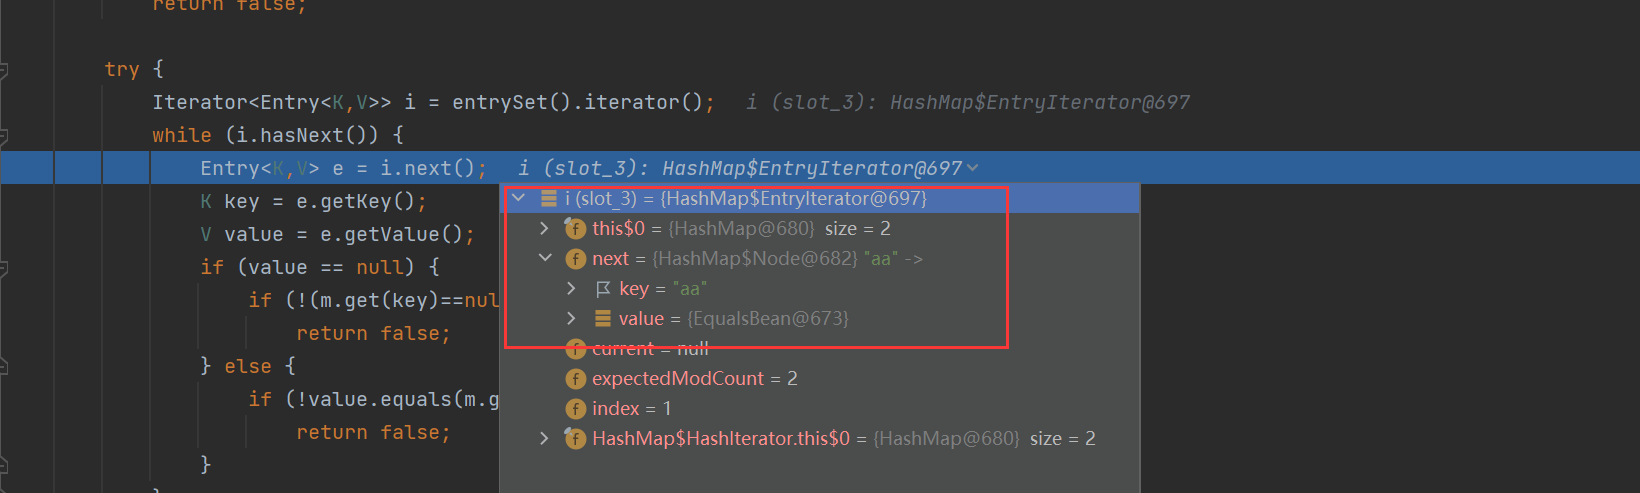 return false;
try {
Iterator<Entry<K,V>> i = entrySet().iterator();   i (slot_3): HashMap$EntryIterator@697
while (i.hasNext()) {
Entry<K,V> e = i.next();   i (slot_3): HashMap$EntryIterator@697
i (slot_3) = {HashMap$EntryIterator@697}
K key = e.getKey();
this$0 = {HashMap@680}  size = 2
V value = e.getValue();
next = {HashMap$Node@682} "aa" ->
if (value == null) {
key = "aa"
if (!(m.get(key)==nul
value = {EqualsBean@673}
return false;
current = null
} else {
expectedModCount = 2
if (!value.equals(m.g
index = 1
return false;
HashMap$HashIterator.this$0 = {HashMap@680}  size = 2
}